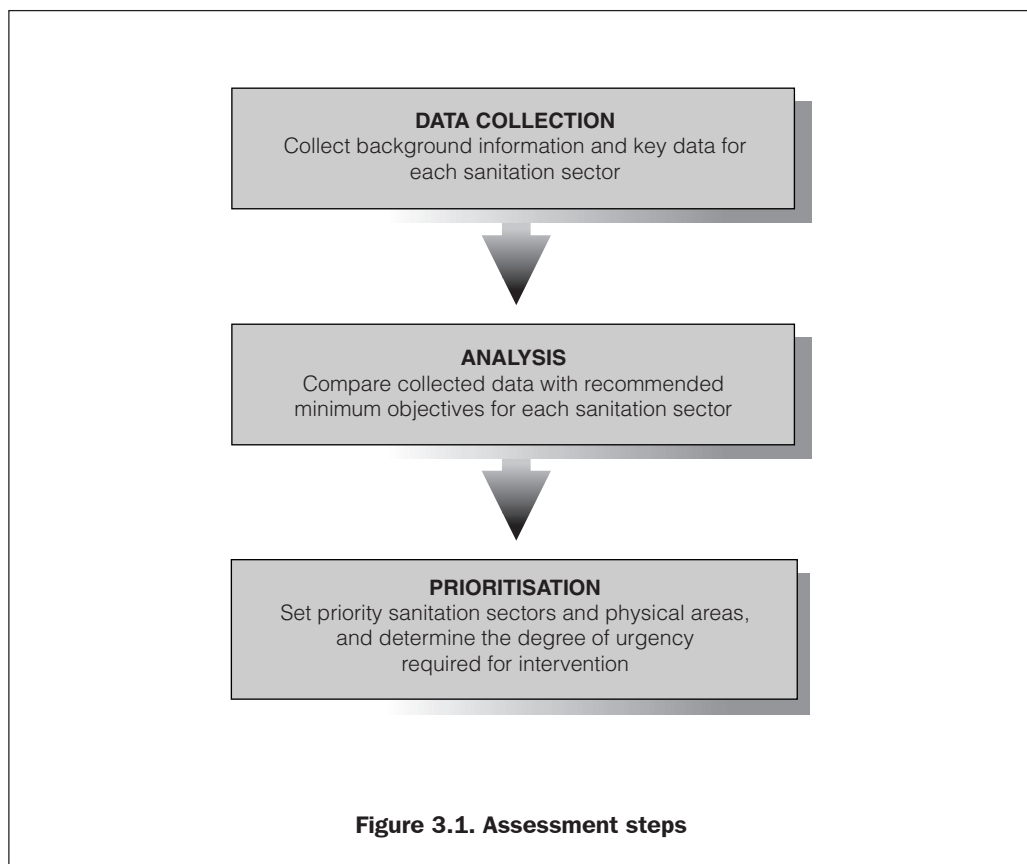 DATA COLLECTION
Collect background information and key data for
each sanitation sector
ANALYSIS
Compare collected data with recommended
minimum objectives for each sanitation sector
PRIORITISATION
Set priority sanitation sectors and physical areas,
and determine the degree of urgency
required for intervention
Figure 3.1. Assessment steps